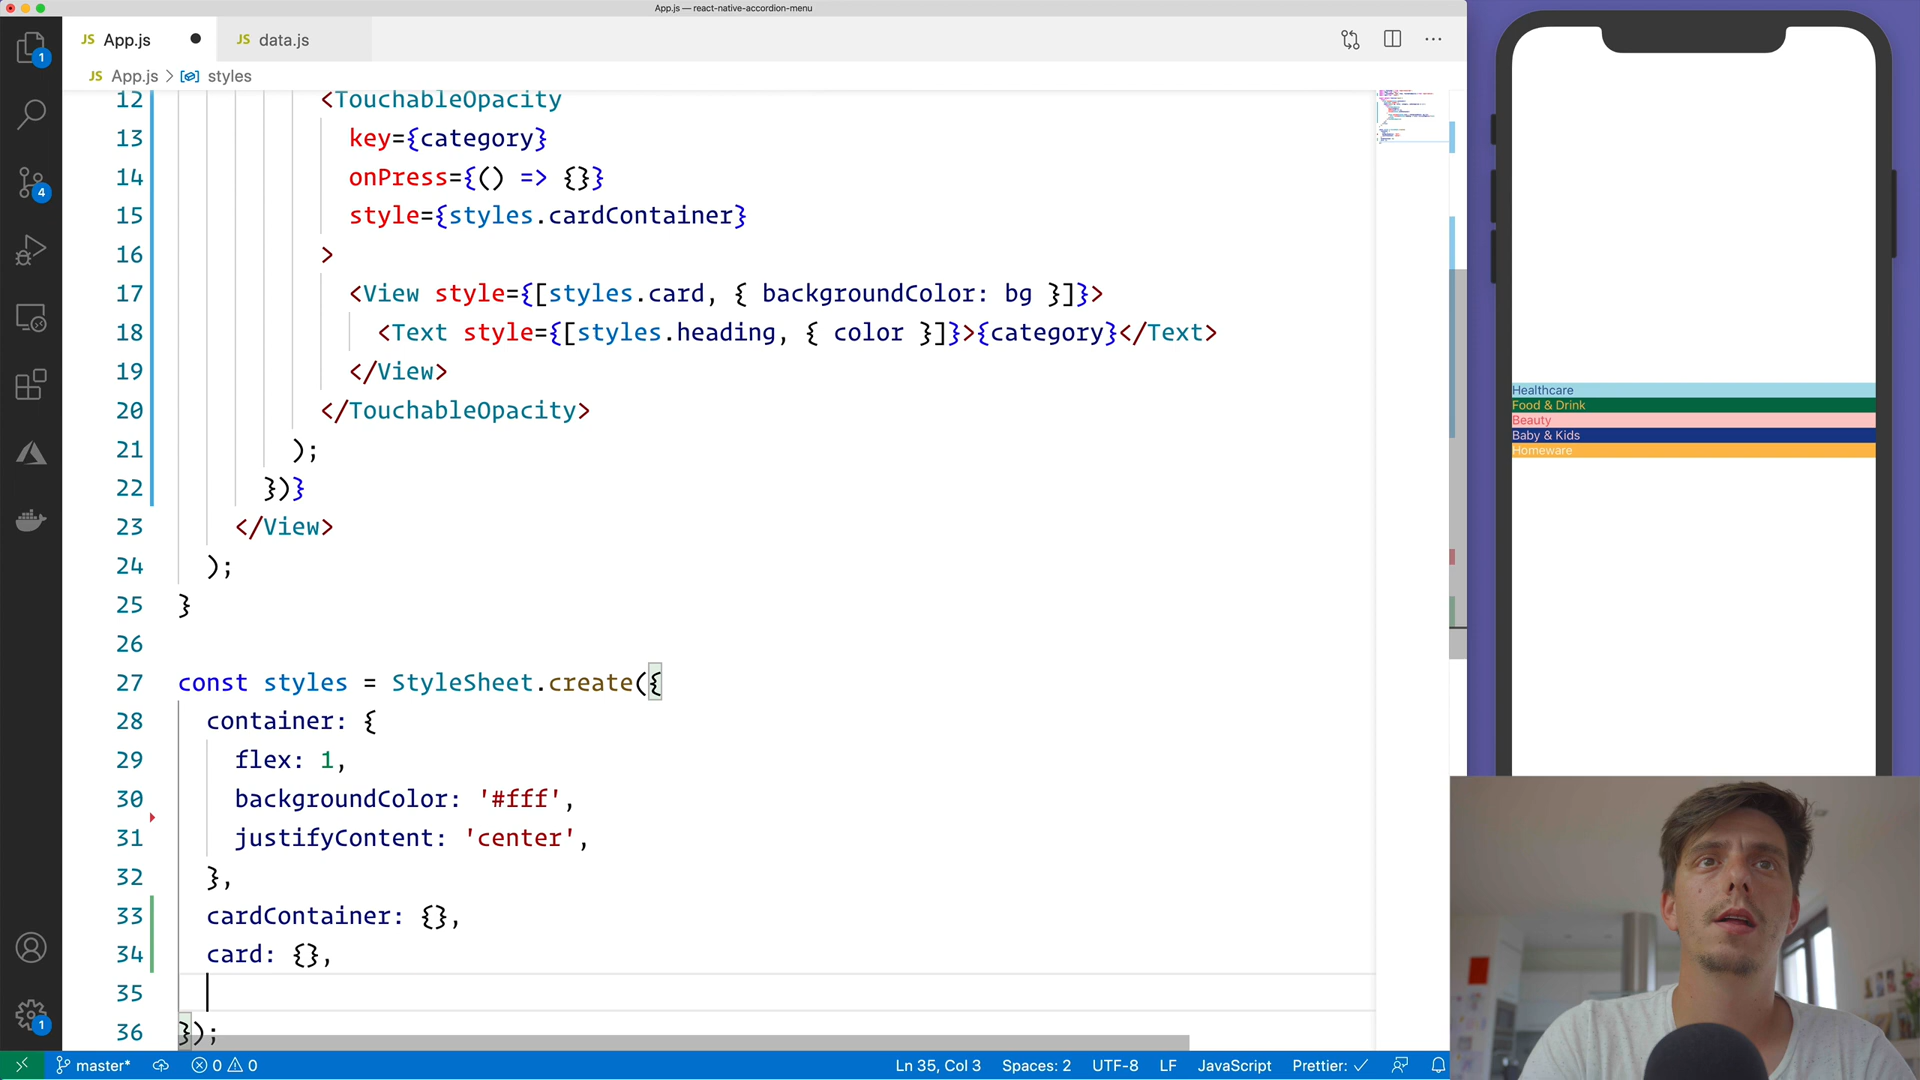 App.js — react-native-accordion-menu
JS App.js
JS data.js
JS App.js > styles
12 <TouchableOpacity
13 key={category}
14 onPress={() => {}}
15 style={styles.cardContainer}
16 >
17 <View style={[styles.card, { backgroundColor: bg }]}>
18 <Text style={[styles.heading, { color }]}>{category}</Text>
19 </View>
20 </TouchableOpacity>
21 );
22 })}
23 </View>
24 );
25 }
26
27 const styles = StyleSheet.create({
28 container: {
29 flex: 1,
30 backgroundColor: '#fff',
31 justifyContent: 'center',
32 },
33 cardContainer: {},
34 card: {},
35
36 });
1
4
1
Healthcare
Food & Drink
Beauty
Baby & Kids
Homeware
master* 0 0 Ln 35, Col 3 Spaces: 2 UTF-8 LF JavaScript Prettier: ✓